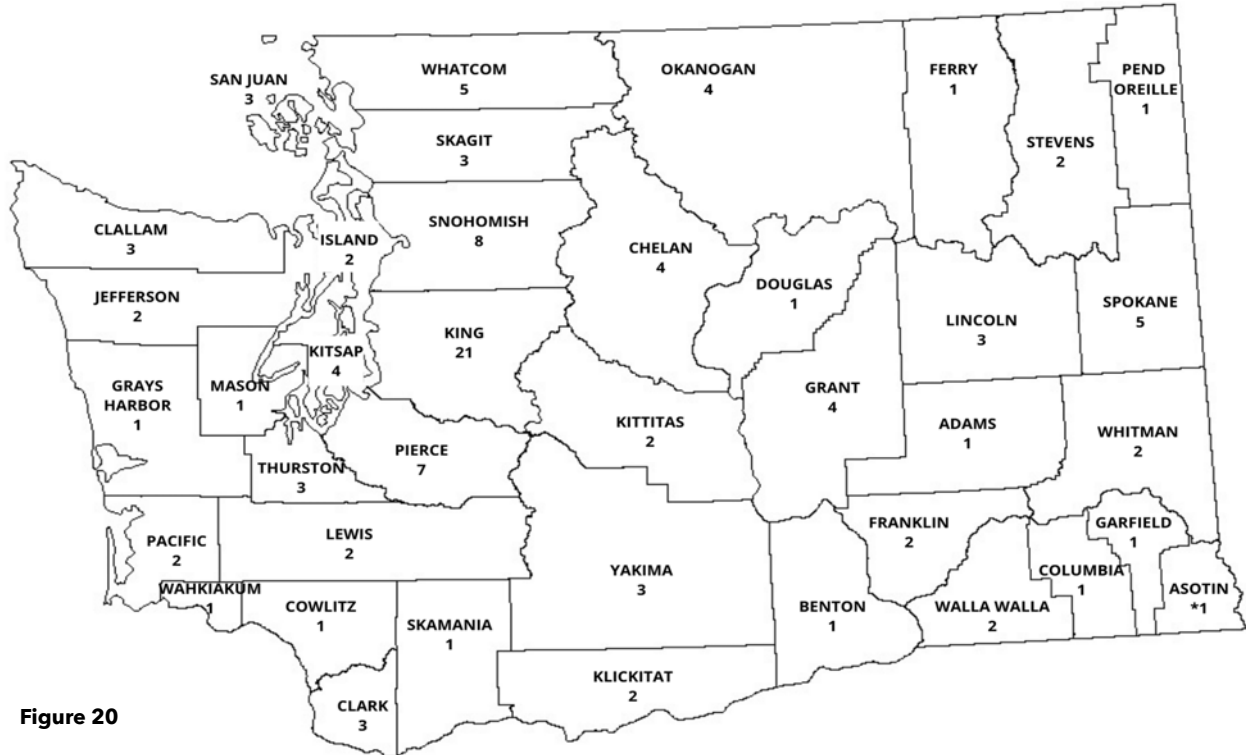 WHATCOM
5
OKANOGAN
4
FERRY
1
PEND
OREILLE
1
SAN JUAN
3
SKAGIT
3
STEVENS
2
CLALLAM
3
ISLAND
2
SNOHOMISH
8
CHELAN
4
DOUGLAS
1
JEFFERSON
2
KING
21
LINCOLN
3
SPOKANE
5
GRAYS
HARBOR
1
MASON
1
KITSAP
4
KITTITAS
2
GRANT
4
ADAMS
1
WHITMAN
2
THURSTON
3
PIERCE
7
PACIFIC
2
LEWIS
2
YAKIMA
3
FRANKLIN
2
GARFIELD
1
WAHKIAKUM
1
COWLITZ
1
SKAMANIA
1
BENTON
1
WALLA WALLA
2
COLUMBIA
1
ASOTIN
*1
KLICKITAT
2
CLARK
3
Figure 20